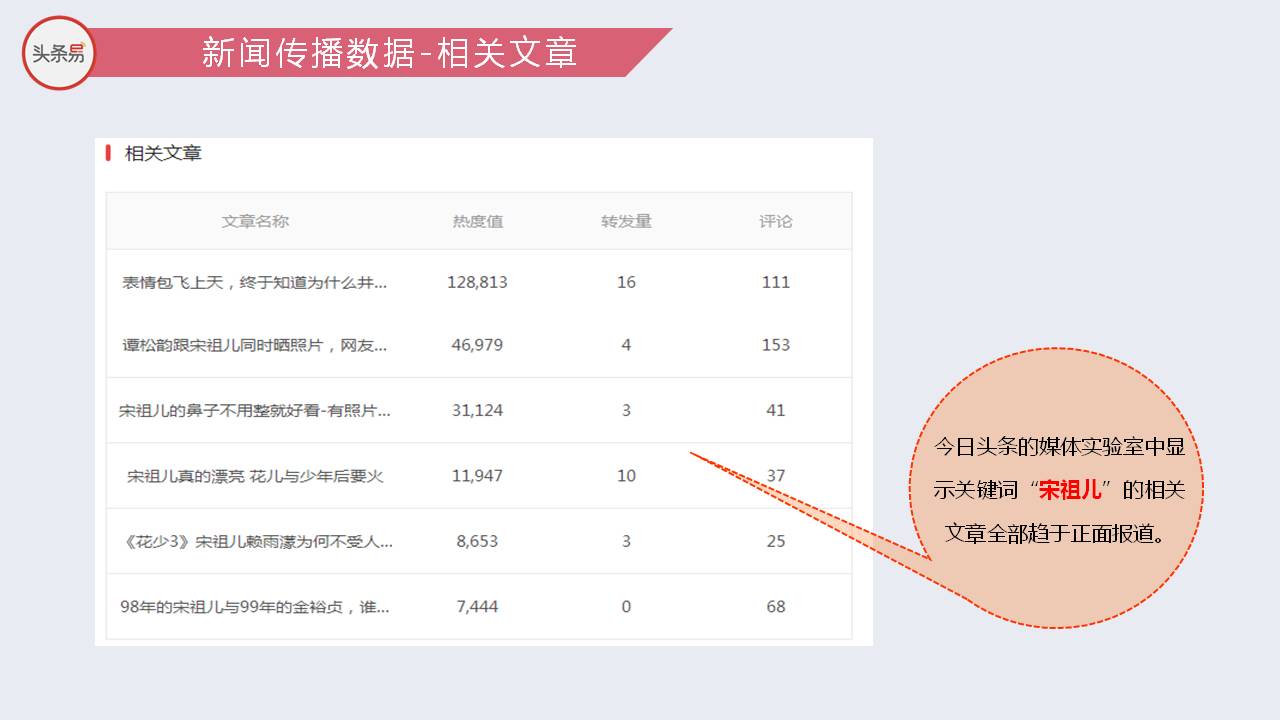 头条易
新闻传播数据-相关文章
相关文章
文章名称 热度值 转发量 评论
表情包飞上天，终于知道为什么井... 128,813 16 111
谭松韵跟宋祖儿同时晒照片，网友... 46,979 4 153
宋祖儿的鼻子不用整就好看-有照片... 31,124 3 41
宋祖儿真的漂亮 花儿与少年后要火 11,947 10 37
《花少3》宋祖儿赖雨濛为何不受人... 8,653 3 25
98年的宋祖儿与99年的金裕贞，谁... 7,444 0 68
今日头条的媒体实验室中显
示关键词“宋祖儿”的相关
文章全部趋于正面报道。